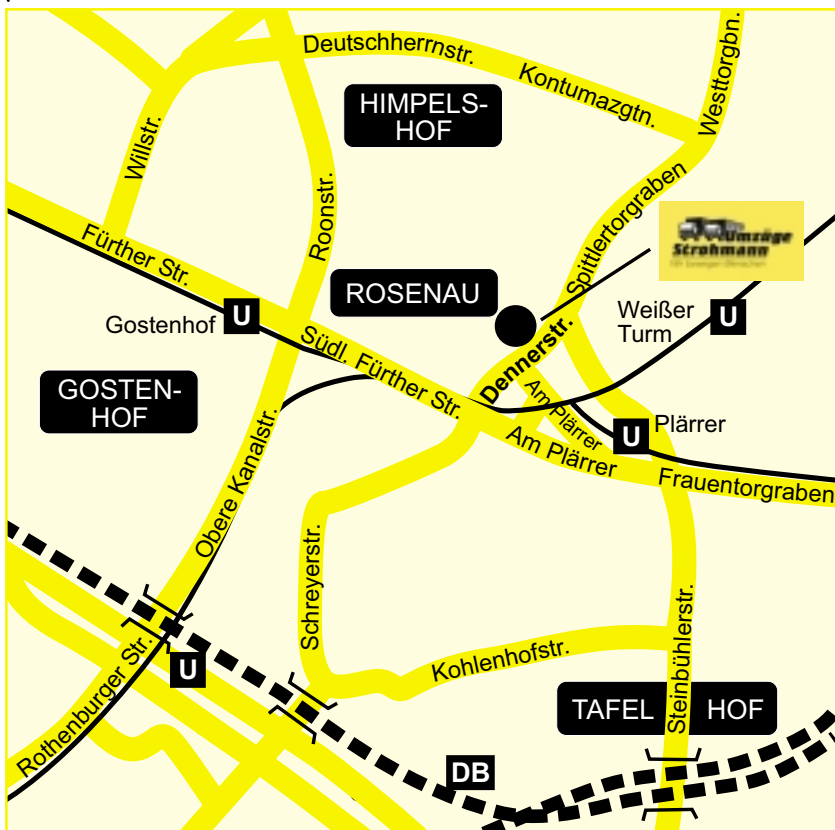 Deutschherrnstr.
Kontumazgtn.
Westtorgbn.
HIMPELS-
HOF
Willstr.
Roonstr.
Spittlertorgraben
Umzüge
Strohmann
Fürther Str.
ROSENAU
Gostenhof
U
Weißer
Turm
U
Südl. Fürther Str.
Dennerstr.
GOSTEN-
HOF
Am Plärrer
Am Plärrer
U
Plärrer
Frauentorgraben
Obere Kanalstr.
Schreyerstr.
Steinbühlerstr.
Kohlenhofstr.
Rothenburger Str.
U
TAFEL HOF
DB